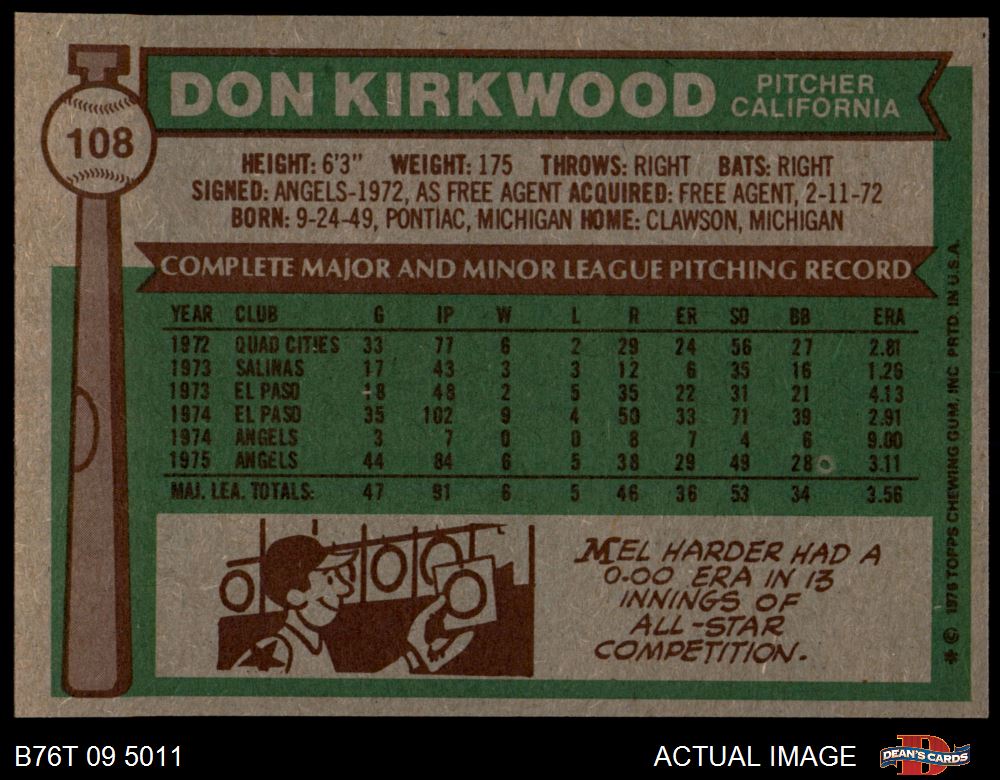 108
DON KIRKWOOD
PITCHER
CALIFORNIA
HEIGHT: 6'3" WEIGHT: 175 THROWS: RIGHT BATS: RIGHT
SIGNED: ANGELS-1972, AS FREE AGENT ACQUIRED: FREE AGENT, 2-11-72
BORN: 9-24-49, PONTIAC, MICHIGAN HOME: CLAWSON, MICHIGAN
COMPLETE MAJOR AND MINOR LEAGUE PITCHING RECORD
YEAR CLUB G IP W L R ER SO BB ERA
1972 QUAD CITIES 33 77 6 2 29 24 56 27 2.81
1973 SALINAS 17 43 3 3 12 6 35 16 1.26
1973 EL PASO 18 48 2 5 35 22 31 21 4.13
1974 EL PASO 35 102 9 4 50 33 71 39 2.91
1974 ANGELS 3 7 0 0 8 7 4 6 9.00
1975 ANGELS 44 84 6 5 38 29 49 28 3.11
MAJ. LEA. TOTALS: 47 91 6 5 46 36 53 34 3.56
MEL HARDER HAD A
0.00 ERA IN 13
INNINGS OF
ALL-STAR
COMPETITION.
* © 1976 TOPPS CHEWING GUM, INC PRTD. IN U.S.A.
B76T 09 5011
ACTUAL IMAGE
DEAN'S CARDS